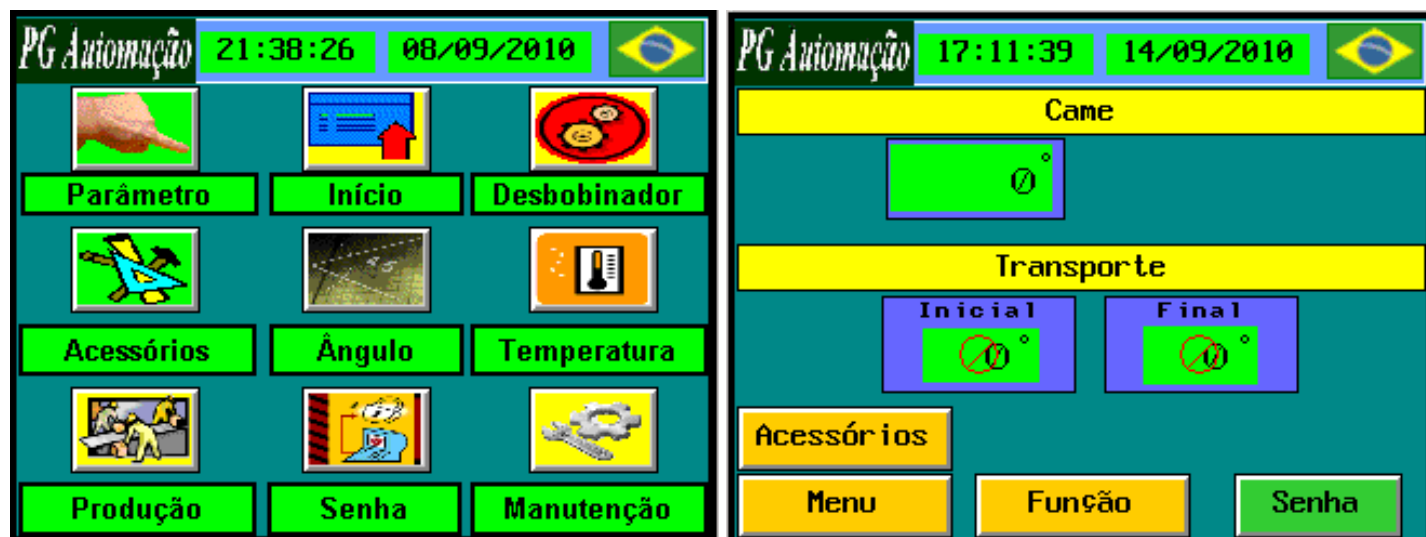 PG Automação 21:38:26 08/09/2010
Parâmetro Início Desbobinador
Acessórios Ângulo Temperatura
Produção Senha Manutenção
PG Automação 17:11:39 14/09/2010
Came
0°
Transporte
Inicial Final
0° 0°
Acessórios
Menu Função Senha